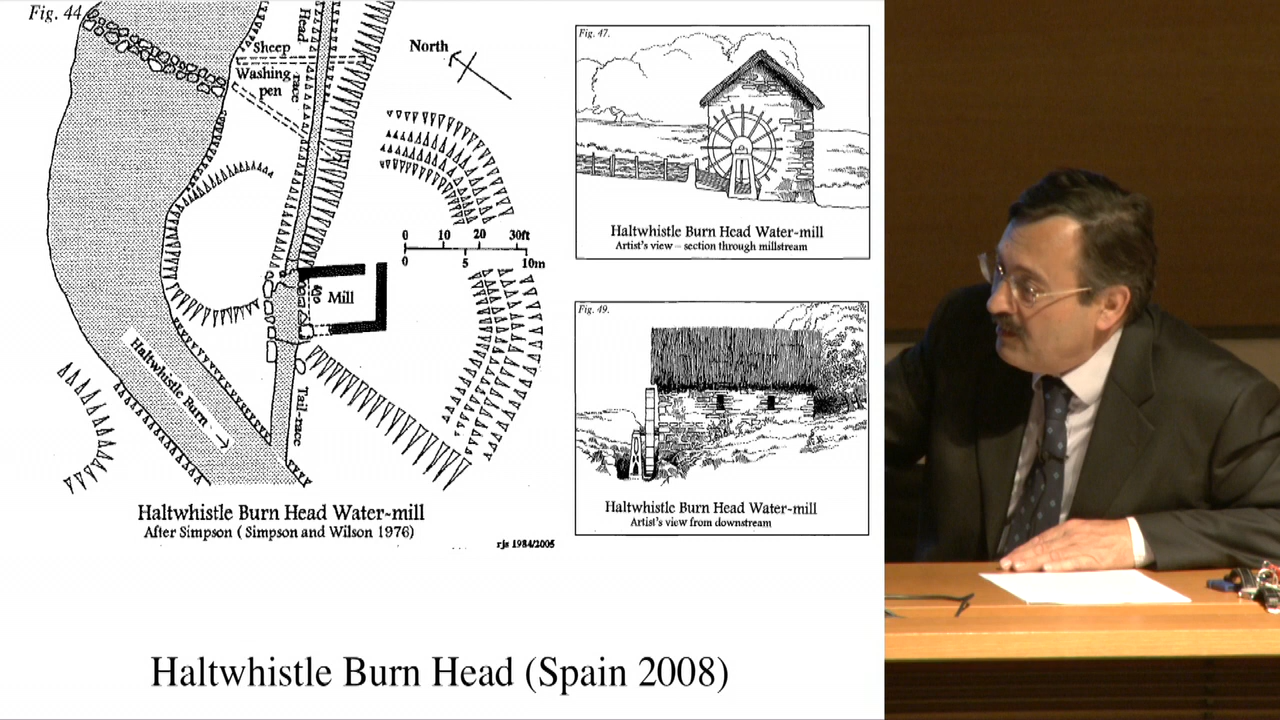 Fig. 44
Head
race
Sheep
Washing
pen
North
0 10 20 30ft
0 5 10m
Mill
Haltwhistle Burn
Tail-race
Haltwhistle Burn Head Water-mill
After Simpson ( Simpson and Wilson 1976)
rjs 1984/2005
Fig. 47.
Haltwhistle Burn Head Water-mill
Artist's view – section through millstream
Fig. 49.
Haltwhistle Burn Head Water-mill
Artist's view from downstream
Haltwhistle Burn Head (Spain 2008)